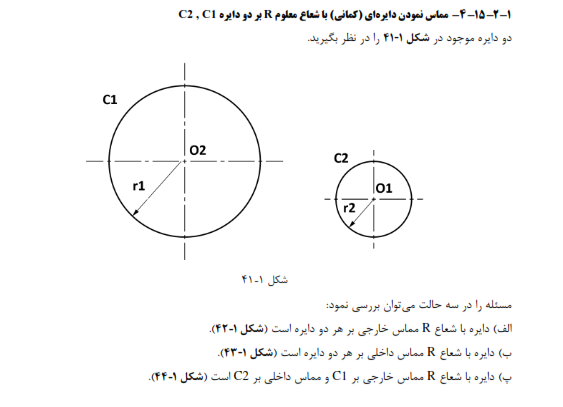 ۱-۲-۱۵-۴- مماس نمودن دایره‌ای (کمانی) با شعاع معلوم R بر دو دایره C2 , C1
دو دایره موجود در شکل ۱-۴۱ را در نظر بگیرید.
C1
O2
r1
C2
O1
r2
شکل ۱-۴۱
مسئله را در سه حالت می‌توان بررسی نمود:
الف) دایره با شعاع R مماس خارجی بر هر دو دایره است (شکل ۱-۴۲).
ب) دایره با شعاع R مماس داخلی بر هر دو دایره است (شکل ۱-۴۳).
پ) دایره با شعاع R مماس خارجی بر C1 و مماس داخلی بر C2 است (شکل ۱-۴۴).